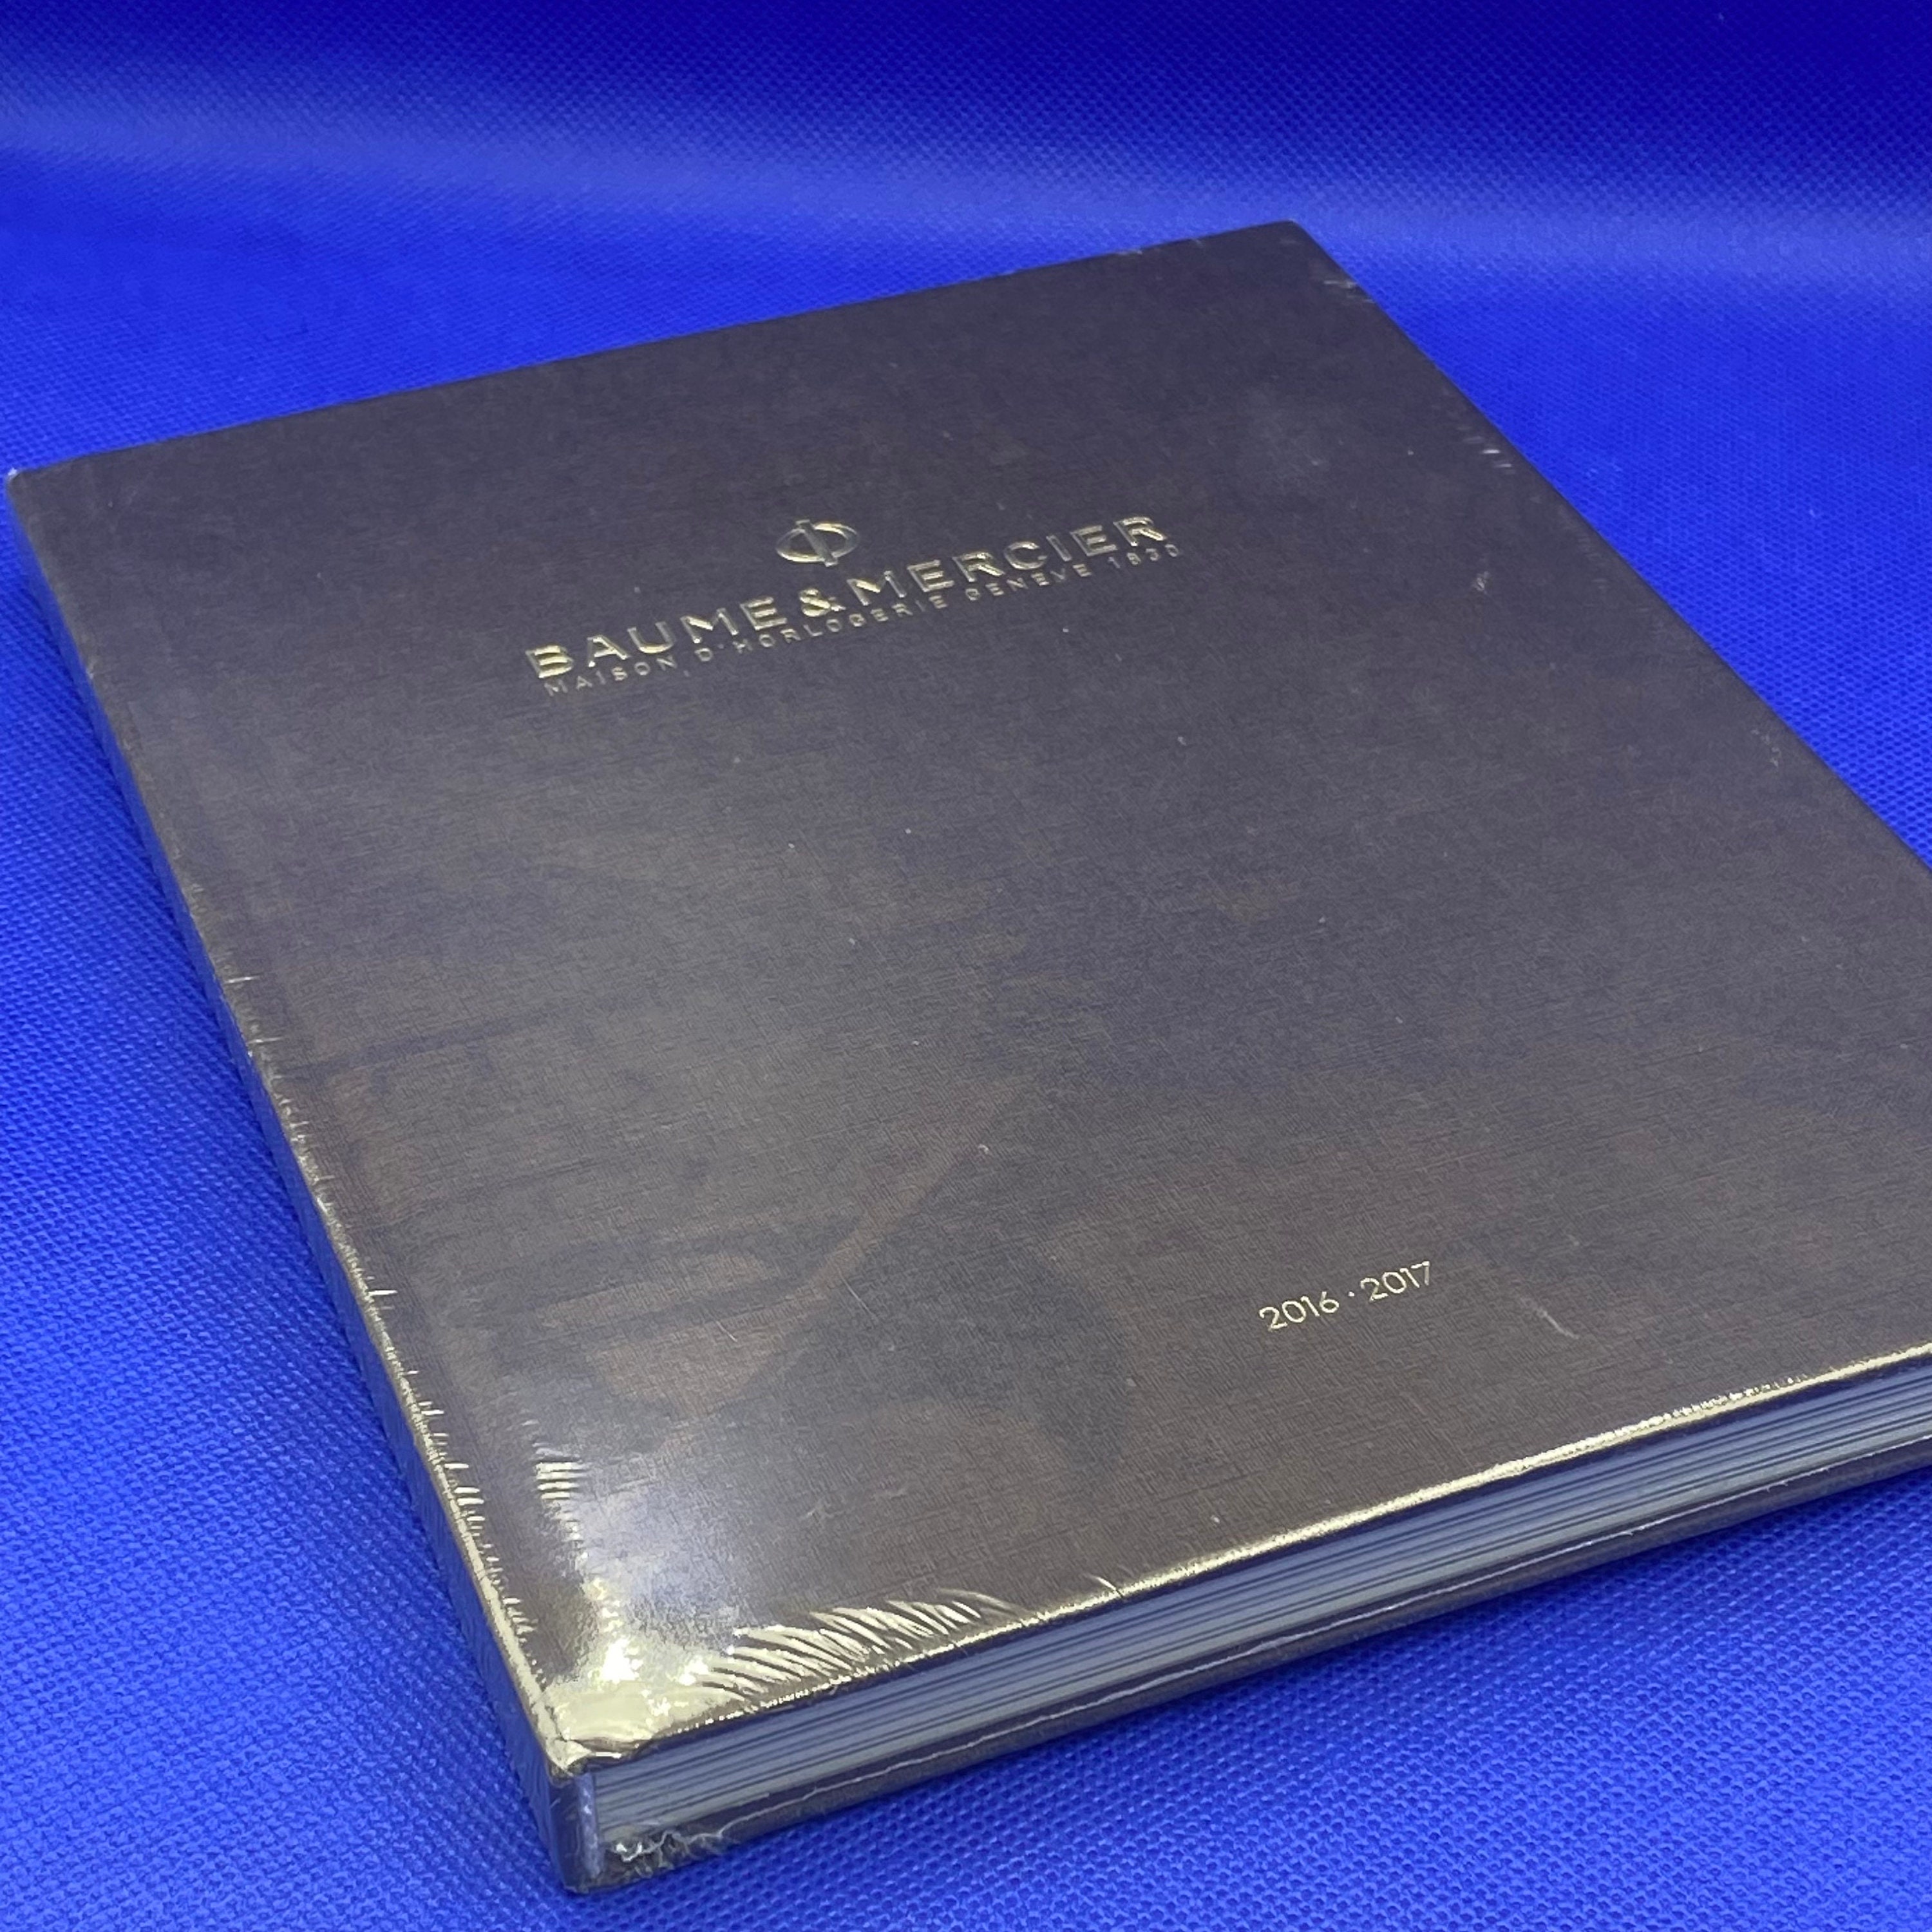 BAUME & MERCIER
MAISON D'HORLOGERIE GENEVE 1830
2016 · 2017